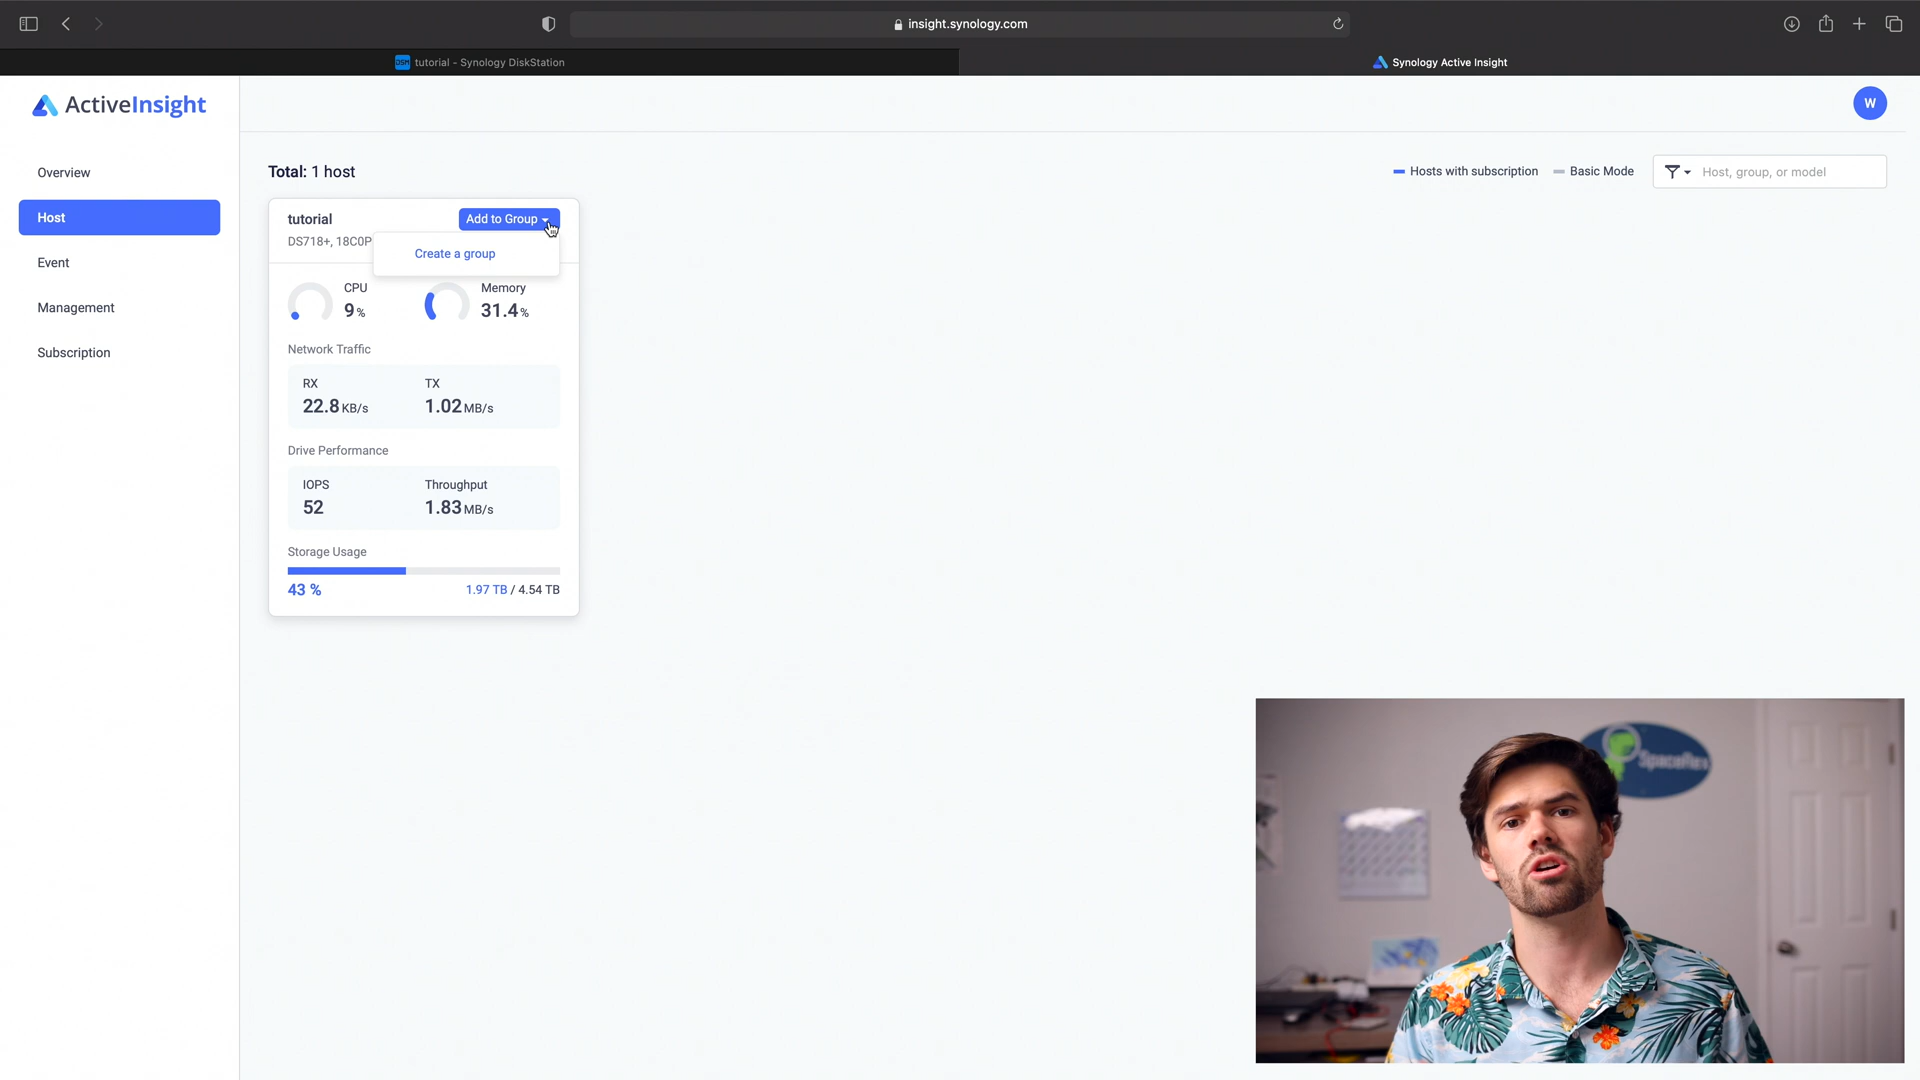 insight.synology.com
DSM tutorial - Synology DiskStation
Synology Active Insight
ActiveInsight
W
Overview
Host
Event
Management
Subscription
Total: 1 host
Hosts with subscription
Basic Mode
Host, group, or model
tutorial
Add to Group
DS718+, 18C0P
Create a group
CPU
9 %
Memory
31.4 %
Network Traffic
RX
TX
22.8 KB/s
1.02 MB/s
Drive Performance
IOPS
Throughput
52
1.83 MB/s
Storage Usage
43 %
1.97 TB / 4.54 TB
SpaceRex